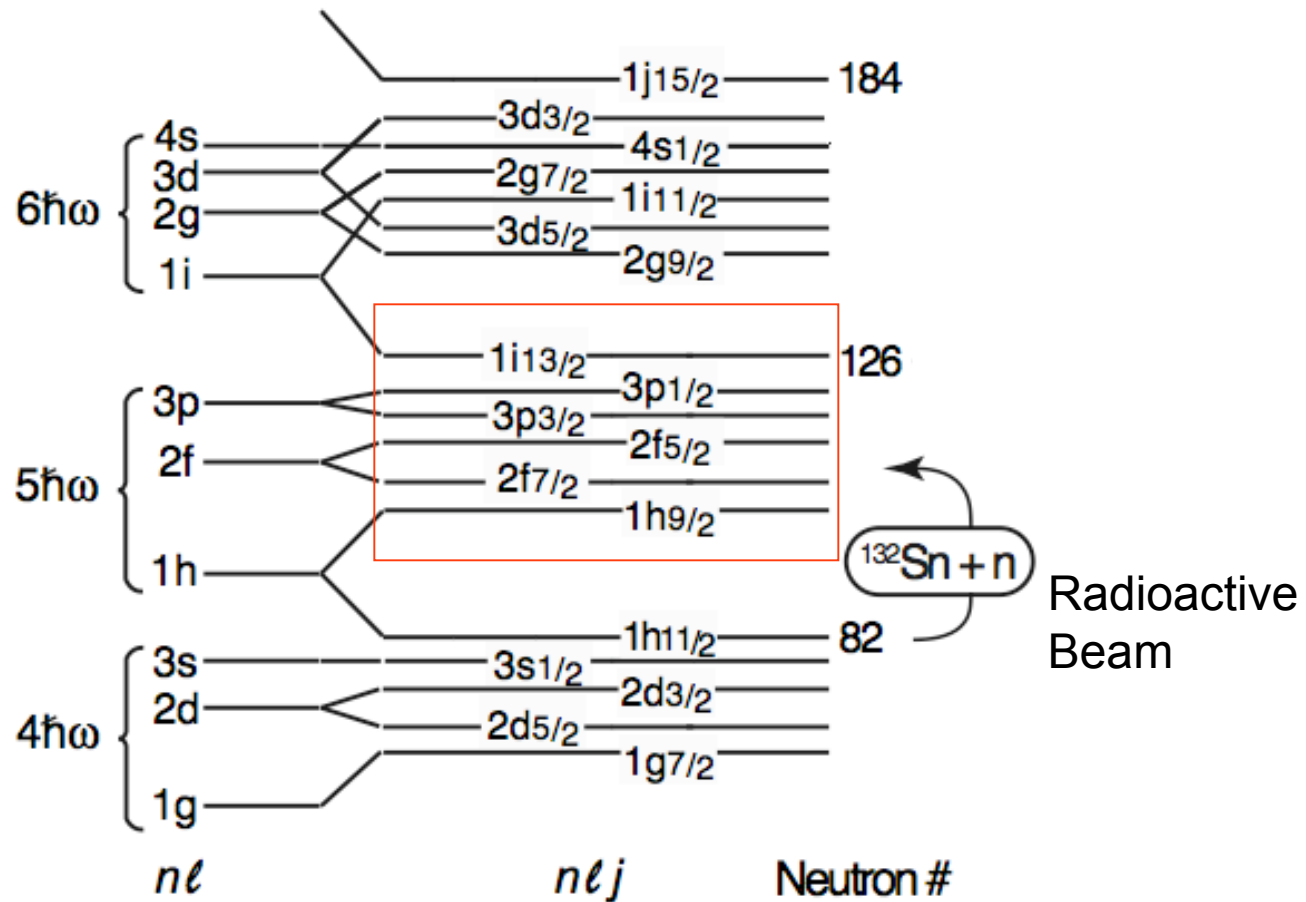 1j15/2 184
3d3/2
4s 4s1/2
3d 2g7/2
6ħω 2g 1i11/2
3d5/2
1i 2g9/2
1i13/2 126
3p 3p1/2
3p3/2
2f 2f5/2
5ħω 2f7/2
1h9/2
1h ¹³²Sn + n
Radioactive
Beam
1h11/2 82
3s 3s1/2
2d 2d3/2
4ħω 2d5/2
1g7/2
1g
nℓ nℓj Neutron #